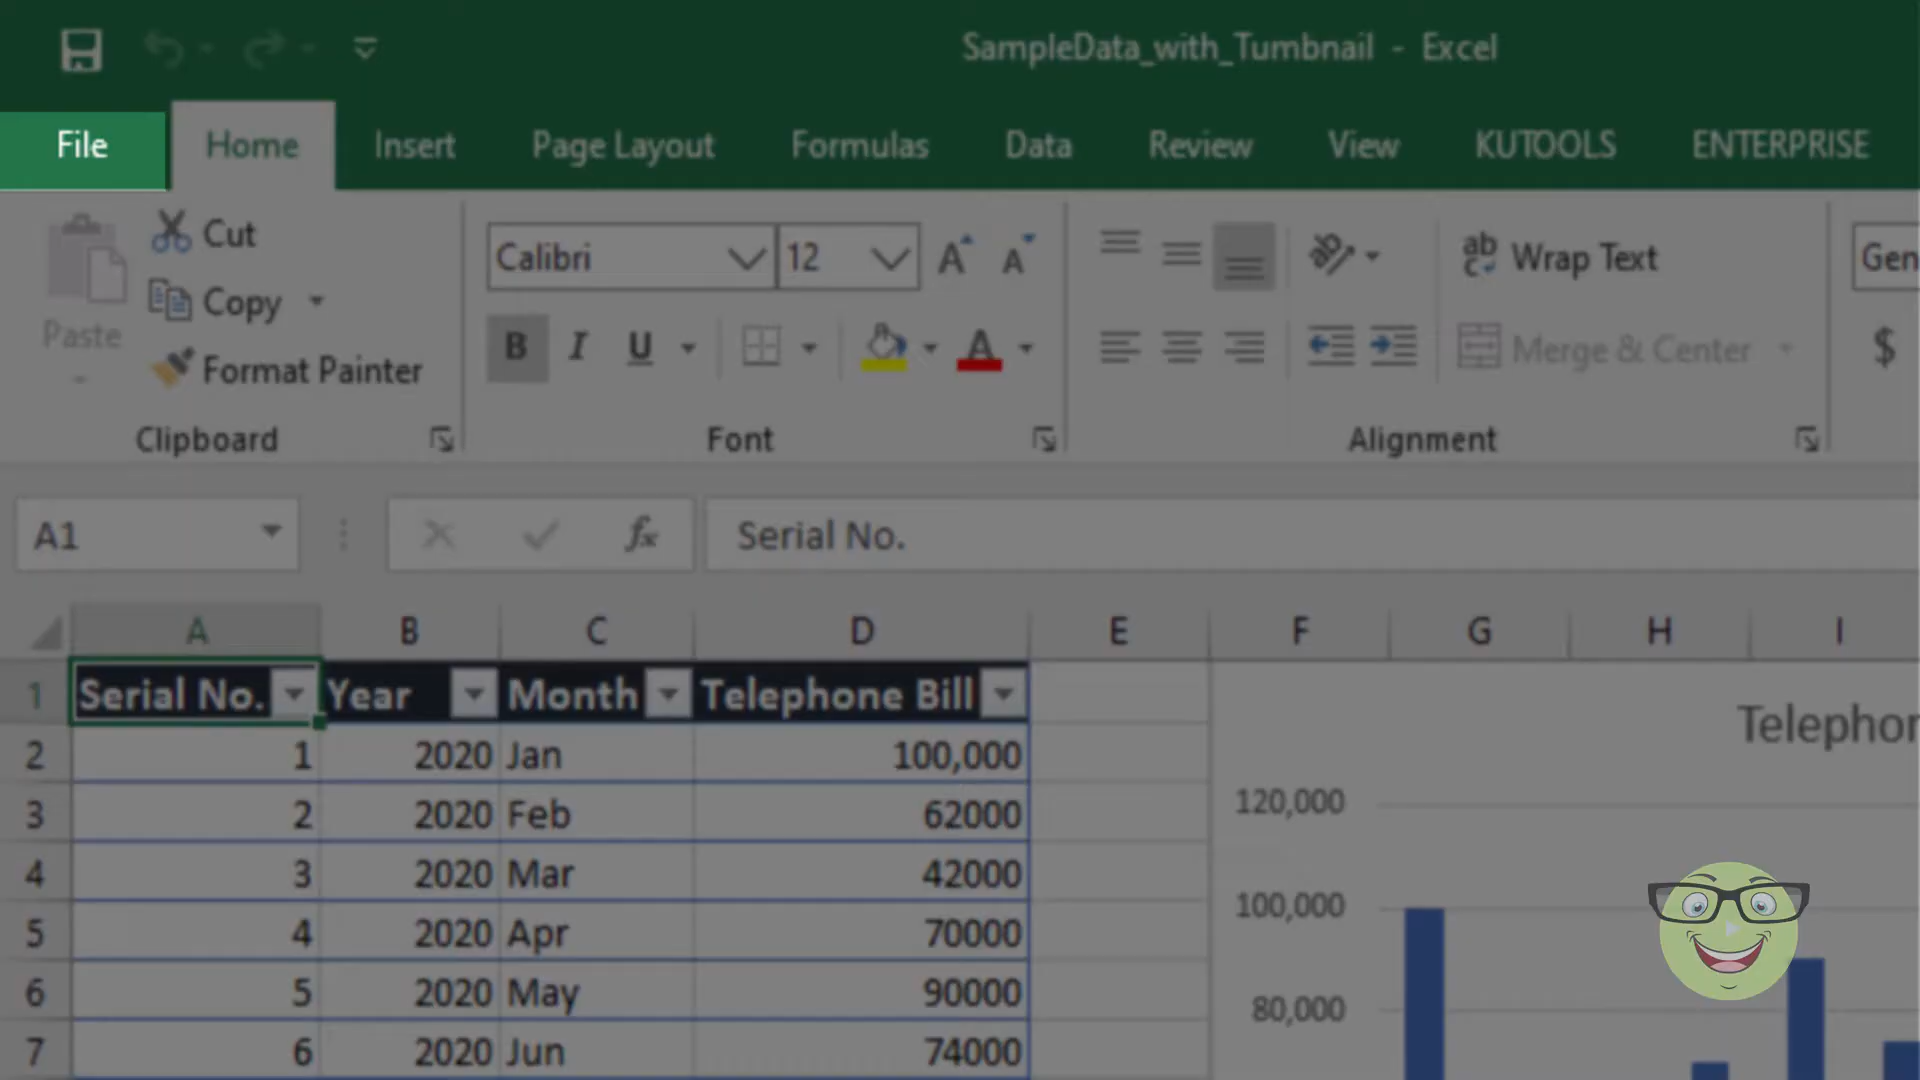 SampleData_with_Tumbnail - Excel
File Home Insert Page Layout Formulas Data Review View KUTOOLS ENTERPRISE
Paste
Cut
Copy
Format Painter
Clipboard
Calibri 12
B I U
Font
Wrap Text
Merge & Center
Alignment
Gen
$
A1 fx Serial No.
A B C D E F G H I
1 Serial No. Year Month Telephone Bill
2 1 2020 Jan 100,000
3 2 2020 Feb 62000
4 3 2020 Mar 42000
5 4 2020 Apr 70000
6 5 2020 May 90000
7 6 2020 Jun 74000
Telephon
120,000
100,000
80,000